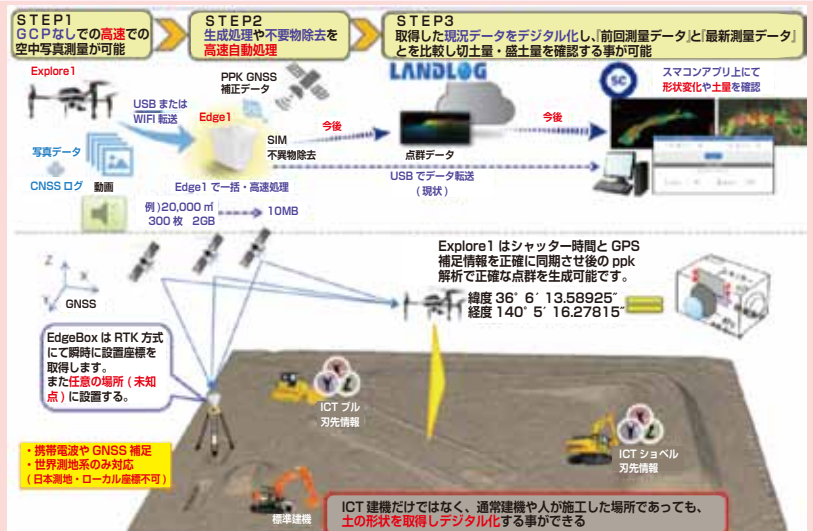 STEP1
GCPなしでの高速での
空中写真測量が可能
STEP2
生成処理や不要物除去を
高速自動処理
STEP3
取得した現況データをデジタル化し、『前回測量データ』と『最新測量データ』
とを比較し切土量・盛土量を確認する事が可能
Explore1
USB または
WIFI 転送
写真データ
CNSS ログ
動画
PPK GNSS
補正データ
Edge1
SIM
不異物除去
Edge1 で一括・高速処理
例)20,000 ㎡
300 枚 2GB
10MB
今後
LANDLOG
点群データ
今後
USB でデータ転送
(現状)
SC
スマコンアプリ上にて
形状変化や土量を確認
Z
X
Y
GNSS
Explore1 はシャッター時間と GPS
補足情報を正確に同期させ後の ppk
解析で正確な点群を生成可能です。
緯度 36° 6′ 13.58925″
経度 140° 5′ 16.27815″
EdgeBox は RTK 方式
にて瞬時に設置座標を
取得します。
また任意の場所 ( 未知
点 ) に設置する。
ICT ブル
刃先情報
ICT ショベル
刃先情報
・携帯電波や GNSS 補足
・世界測地系のみ対応
(日本測地・ローカル座標不可)
標準建機
ICT 建機だけではなく、通常建機や人が施工した場所であっても、
土の形状を取得しデジタル化する事ができる